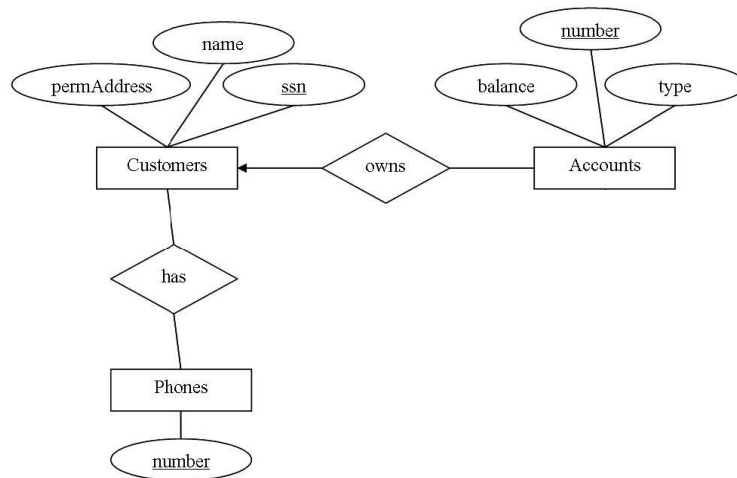 name
number
permAddress
ssn
balance
type
Customers
owns
Accounts
has
Phones
number